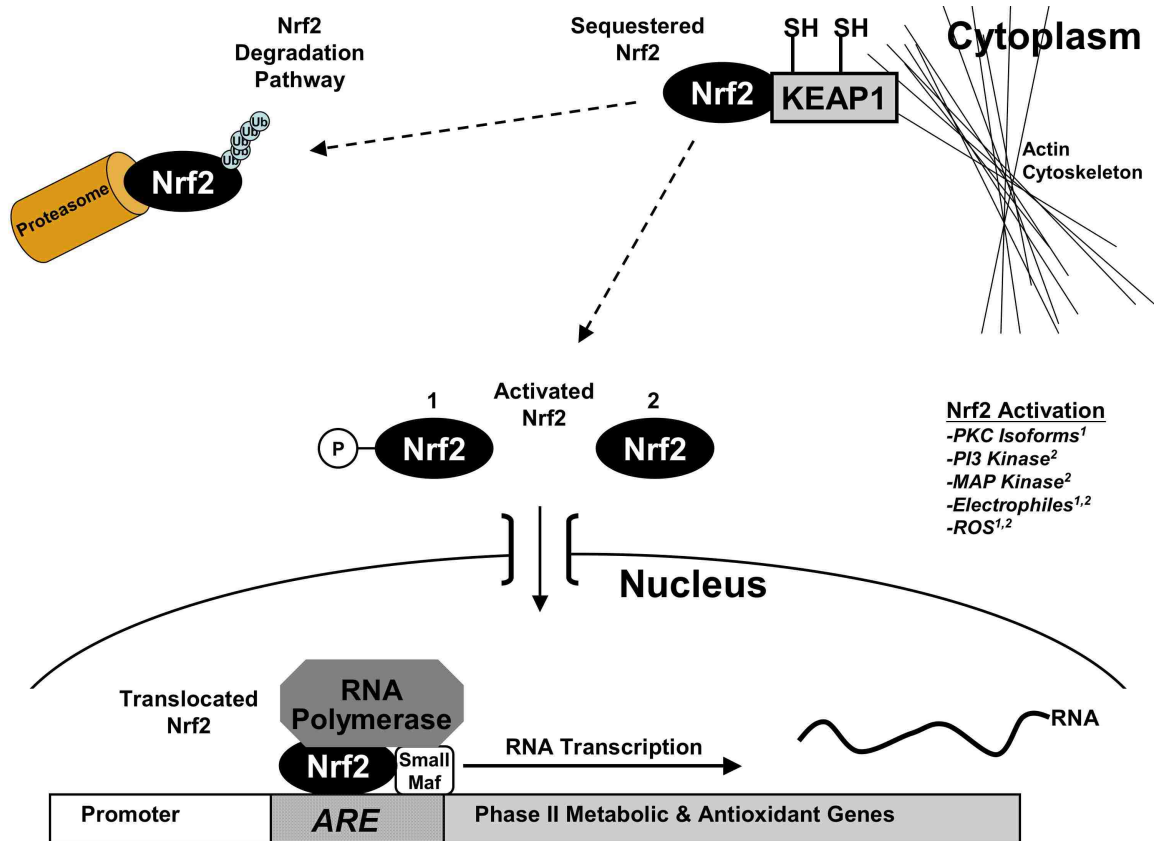 Nrf2
Degradation
Pathway
Sequestered
Nrf2
SH SH
Cytoplasm
Nrf2
KEAP1
Ub
Ub
Ub
Ub
Ub
Nrf2
Proteasome
Actin
Cytoskeleton
Activated
Nrf2
1
2
P
Nrf2
Nrf2
Nrf2 Activation
-PKC Isoforms¹
-PI3 Kinase²
-MAP Kinase²
-Electrophiles¹,²
-ROS¹,²
Nucleus
Translocated
Nrf2
RNA
Polymerase
Nrf2
Small
Maf
RNA Transcription
RNA
Promoter
ARE
Phase II Metabolic & Antioxidant Genes